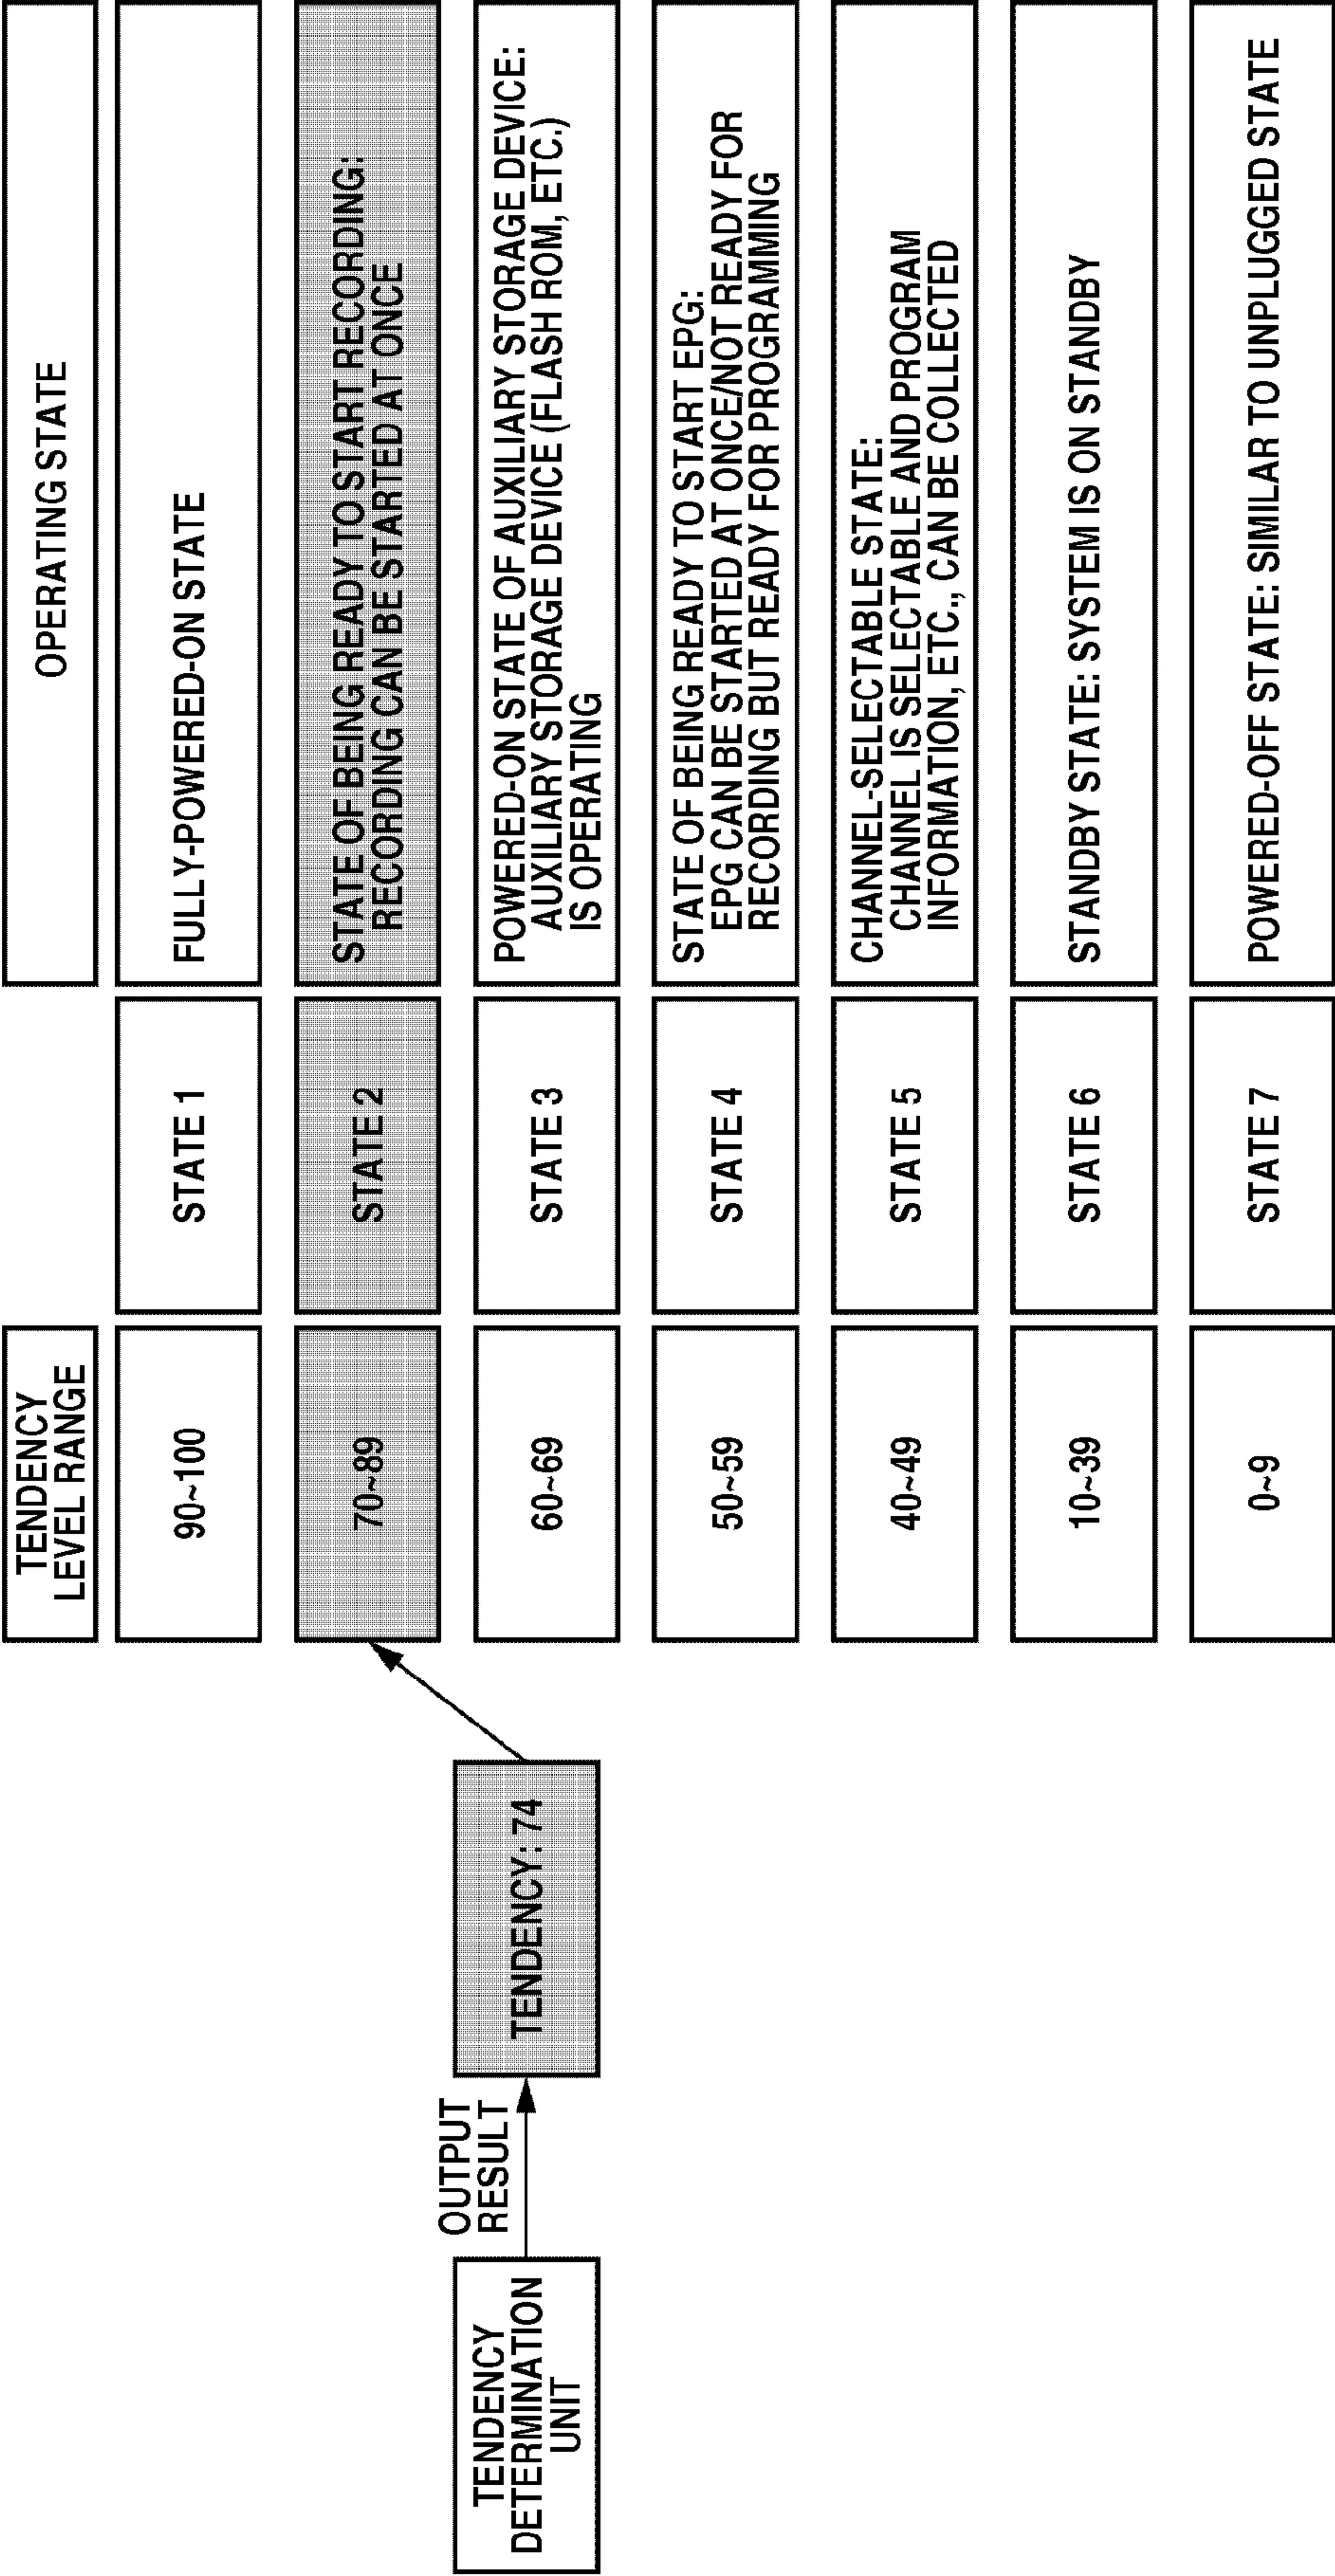 TENDENCY
DETERMINATION
UNIT
OUTPUT
RESULT
TENDENCY: 74
TENDENCY
LEVEL RANGE
OPERATING STATE
90~100
STATE 1
FULLY-POWERED-ON STATE
70~89
STATE 2
STATE OF BEING READY TO START RECORDING:
RECORDING CAN BE STARTED AT ONCE
60~69
STATE 3
POWERED-ON STATE OF AUXILIARY STORAGE DEVICE:
AUXILIARY STORAGE DEVICE (FLASH ROM, ETC.)
IS OPERATING
50~59
STATE 4
STATE OF BEING READY TO START EPG:
EPG CAN BE STARTED AT ONCE/NOT READY FOR
RECORDING BUT READY FOR PROGRAMMING
40~49
STATE 5
CHANNEL-SELECTABLE STATE:
CHANNEL IS SELECTABLE AND PROGRAM
INFORMATION, ETC., CAN BE COLLECTED
10~39
STATE 6
STANDBY STATE: SYSTEM IS ON STANDBY
0~9
STATE 7
POWERED-OFF STATE: SIMILAR TO UNPLUGGED STATE